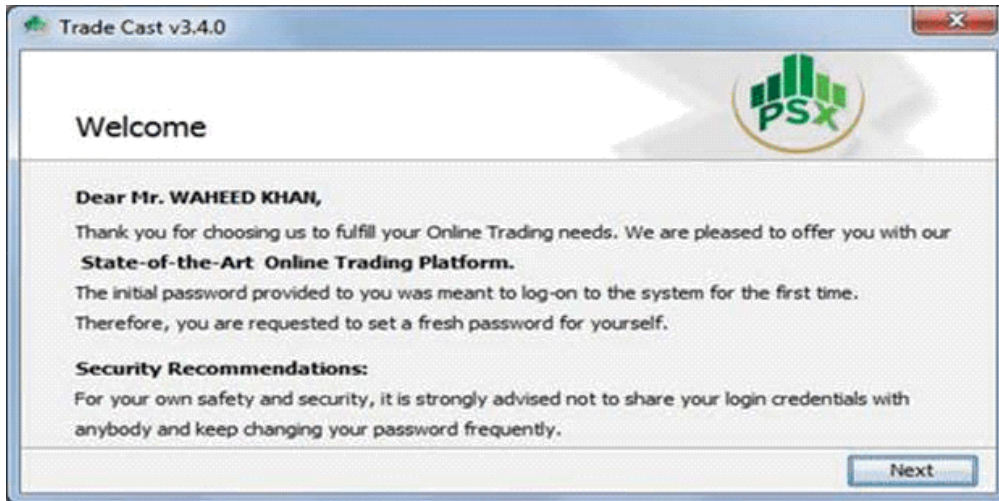 Trade Cast v3.4.0
PSX
Welcome
Dear Mr. WAHEED KHAN,
Thank you for choosing us to fulfill your Online Trading needs. We are pleased to offer you with our
State-of-the-Art Online Trading Platform.
The initial password provided to you was meant to log-on to the system for the first time.
Therefore, you are requested to set a fresh password for yourself.
Security Recommendations:
For your own safety and security, it is strongly advised not to share your login credentials with
anybody and keep changing your password frequently.
Next